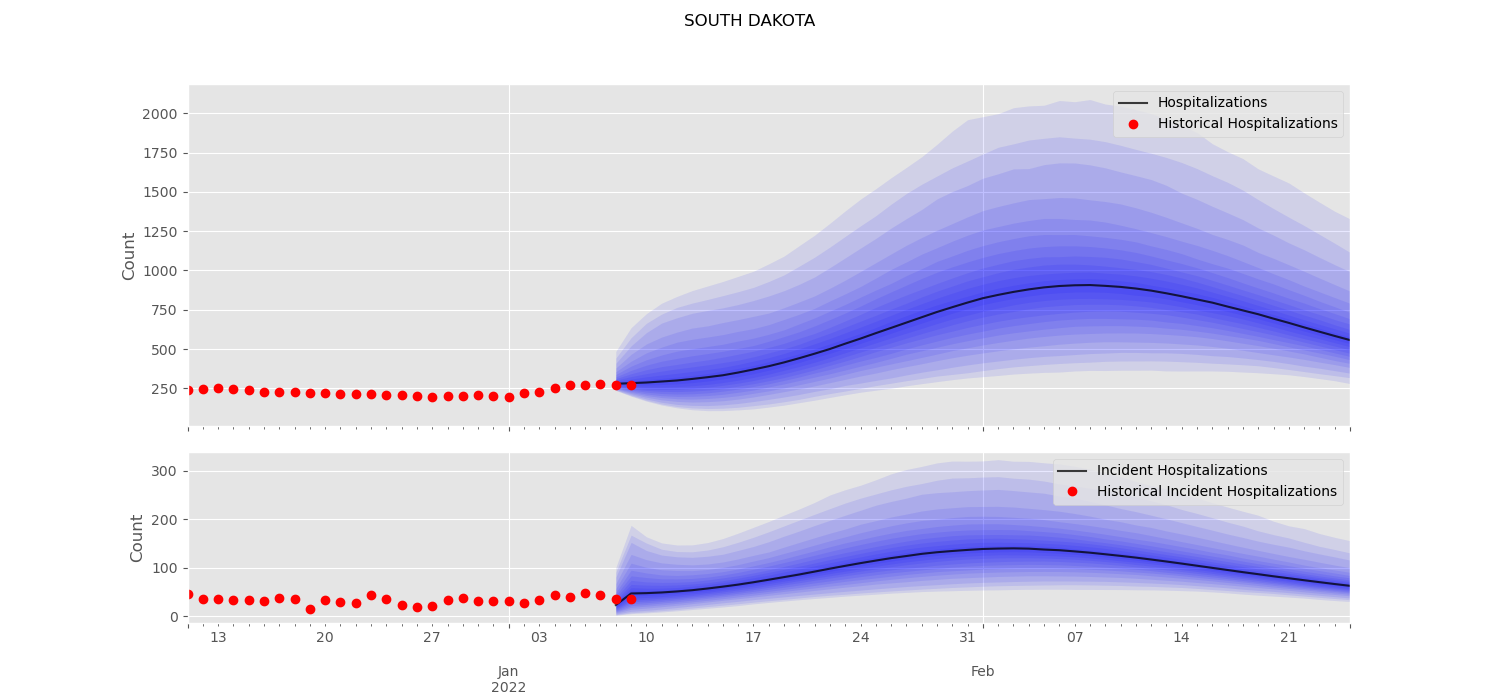 SOUTH DAKOTA
Hospitalizations
Historical Hospitalizations
Count
2000
1750
1500
1250
1000
750
500
250
Incident Hospitalizations
Historical Incident Hospitalizations
Count
300
200
100
0
13 20 27 03 10 17 24 31 07 14 21
Jan Feb
2022